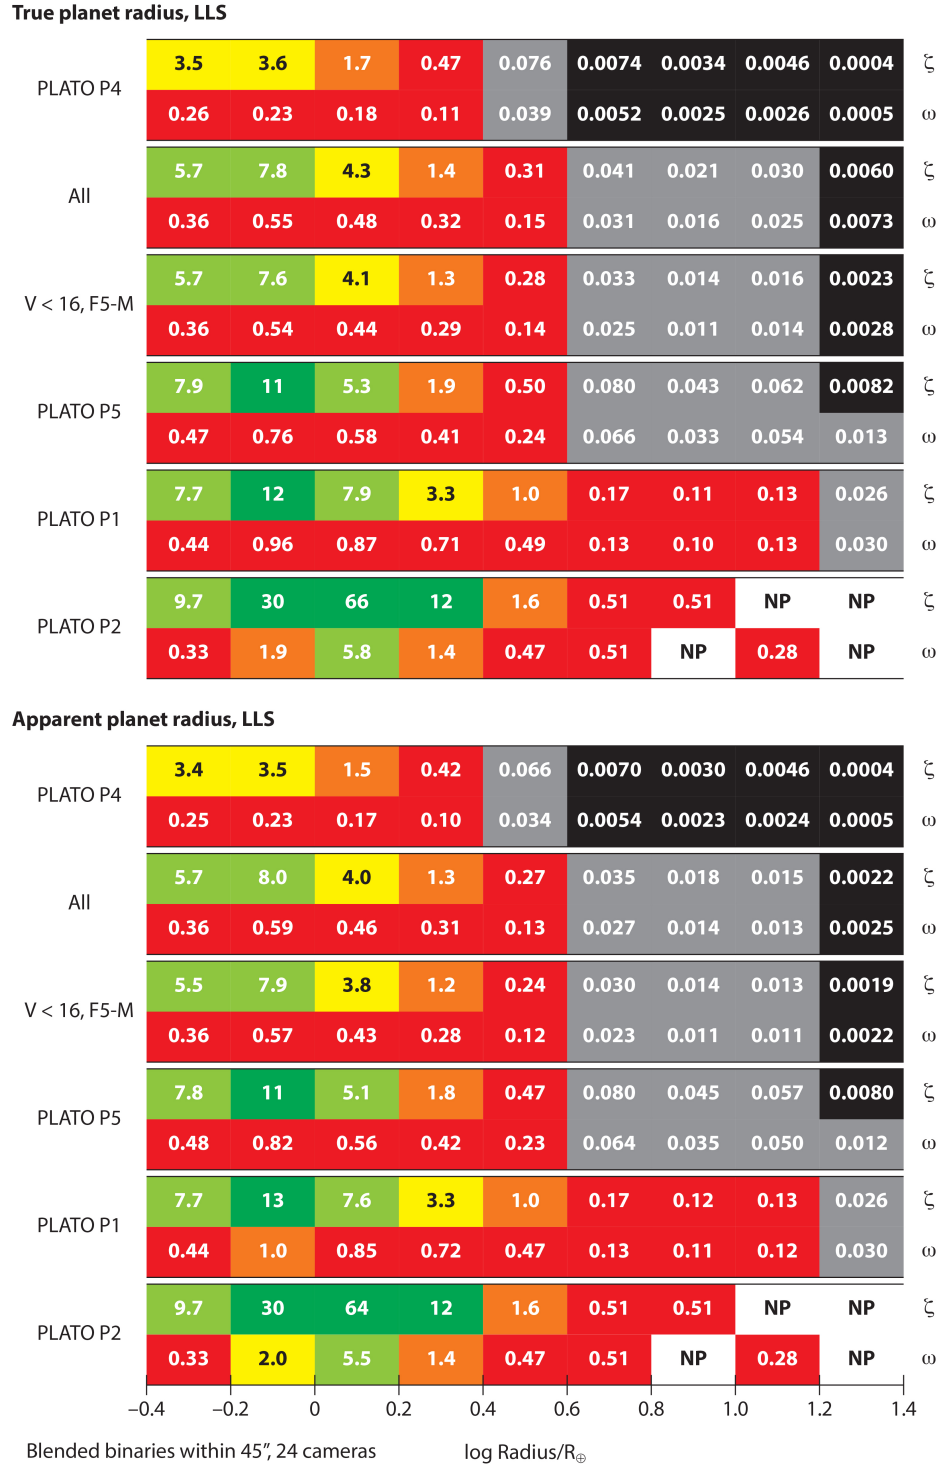 True planet radius, LLS
PLATO P4
3.5 3.6 1.7 0.47 0.076 0.0074 0.0034 0.0046 0.0004 ζ
0.26 0.23 0.18 0.11 0.039 0.0052 0.0025 0.0026 0.0005 ω
All
5.7 7.8 4.3 1.4 0.31 0.041 0.021 0.030 0.0060 ζ
0.36 0.55 0.48 0.32 0.15 0.031 0.016 0.025 0.0073 ω
V < 16, F5-M
5.7 7.6 4.1 1.3 0.28 0.033 0.014 0.016 0.0023 ζ
0.36 0.54 0.44 0.29 0.14 0.025 0.011 0.014 0.0028 ω
PLATO P5
7.9 11 5.3 1.9 0.50 0.080 0.043 0.062 0.0082 ζ
0.47 0.76 0.58 0.41 0.24 0.066 0.033 0.054 0.013 ω
PLATO P1
7.7 12 7.9 3.3 1.0 0.17 0.11 0.13 0.026 ζ
0.44 0.96 0.87 0.71 0.49 0.13 0.10 0.13 0.030 ω
PLATO P2
9.7 30 66 12 1.6 0.51 0.51 NP NP ζ
0.33 1.9 5.8 1.4 0.47 0.51 NP 0.28 NP ω
Apparent planet radius, LLS
PLATO P4
3.4 3.5 1.5 0.42 0.066 0.0070 0.0030 0.0046 0.0004 ζ
0.25 0.23 0.17 0.10 0.034 0.0054 0.0023 0.0024 0.0005 ω
All
5.7 8.0 4.0 1.3 0.27 0.035 0.018 0.015 0.0022 ζ
0.36 0.59 0.46 0.31 0.13 0.027 0.014 0.013 0.0025 ω
V < 16, F5-M
5.5 7.9 3.8 1.2 0.24 0.030 0.014 0.013 0.0019 ζ
0.36 0.57 0.43 0.28 0.12 0.023 0.011 0.011 0.0022 ω
PLATO P5
7.8 11 5.1 1.8 0.47 0.080 0.045 0.057 0.0080 ζ
0.48 0.82 0.56 0.42 0.23 0.064 0.035 0.050 0.012 ω
PLATO P1
7.7 13 7.6 3.3 1.0 0.17 0.12 0.13 0.026 ζ
0.44 1.0 0.85 0.72 0.47 0.13 0.11 0.12 0.030 ω
PLATO P2
9.7 30 64 12 1.6 0.51 0.51 NP NP ζ
0.33 2.0 5.5 1.4 0.47 0.51 NP 0.28 NP ω
−0.4 −0.2 0 0.2 0.4 0.6 0.8 1.0 1.2 1.4
Blended binaries within 45″, 24 cameras log Radius/R⊕